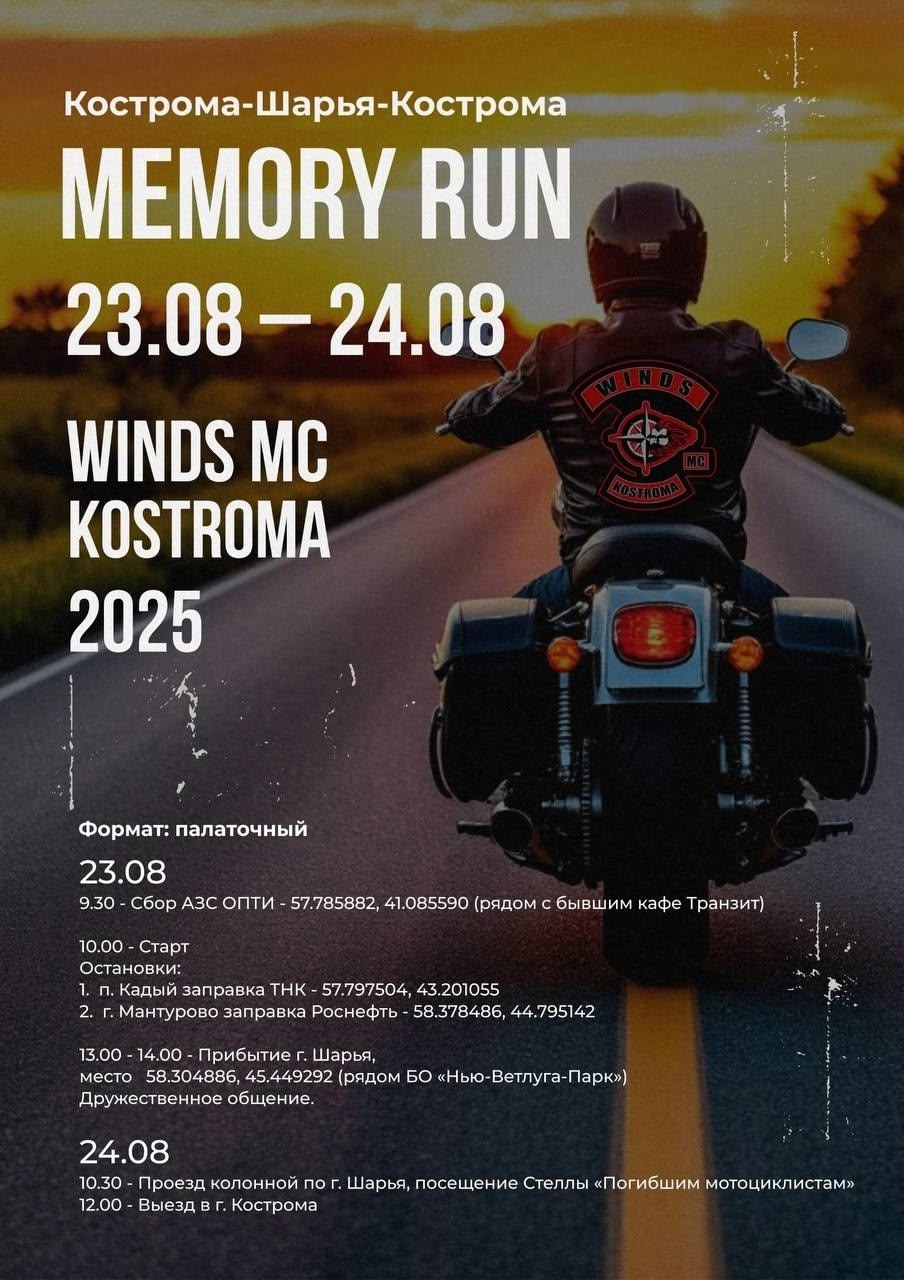 Кострома-Шарья-Кострома
MEMORY RUN
23.08 – 24.08
WINDS
MC
KOSTROMA
WINDS MC
KOSTROMA
2025
Формат: палаточный
23.08
9.30 - Сбор АЗС ОПТИ - 57.785882, 41.085590 (рядом с бывшим кафе Транзит)
10.00 - Старт
Остановки:
1. п. Кадый заправка ТНК - 57.797504, 43.201055
2. г. Мантурово заправка Роснефть - 58.378486, 44.795142
13.00 - 14.00 - Прибытие г. Шарья,
место 58.304886, 45.449292 (рядом БО «Нью-Ветлуга-Парк»)
Дружественное общение.
24.08
10.30 - Проезд колонной по г. Шарья, посещение Стеллы «Погибшим мотоциклистам»
12.00 - Выезд в г. Кострома